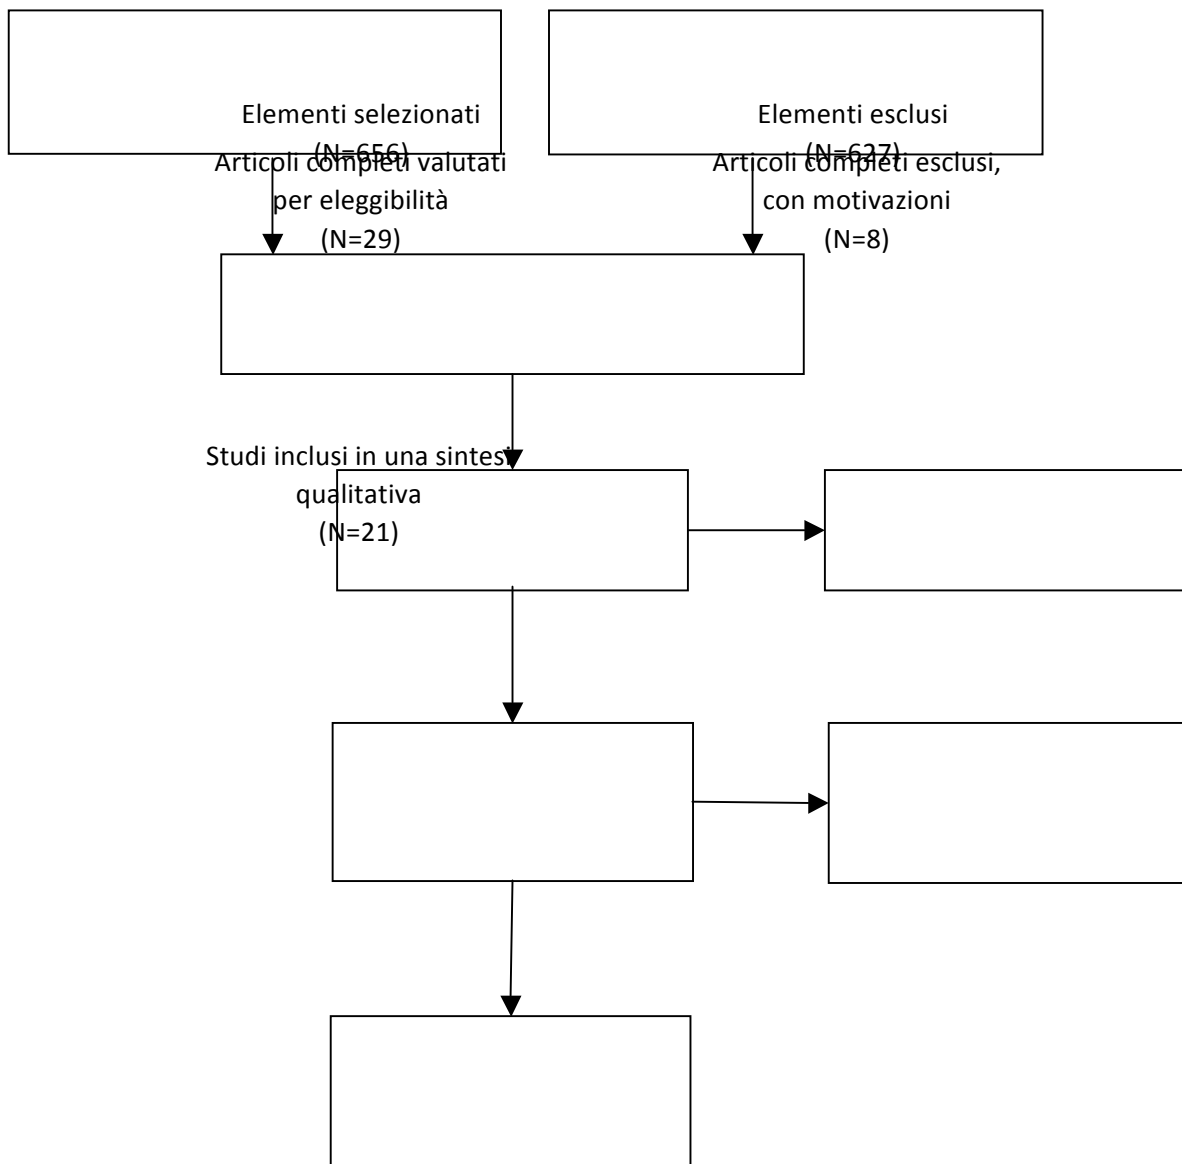 Elementi selezionati
(N=656)
Elementi esclusi
(N=627)
Articoli completi valutati
per eleggibilità
(N=29)
Articoli completi esclusi,
con motivazioni
(N=8)
Studi inclusi in una sintesi
qualitativa
(N=21)